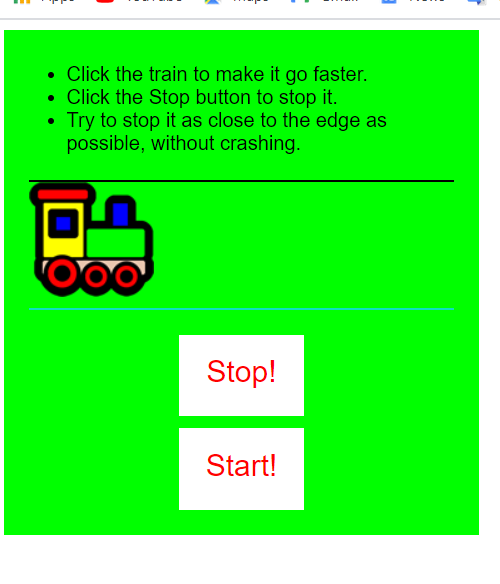 Click the train to make it go faster.
Click the Stop button to stop it.
Try to stop it as close to the edge as
possible, without crashing.
Stop!
Start!